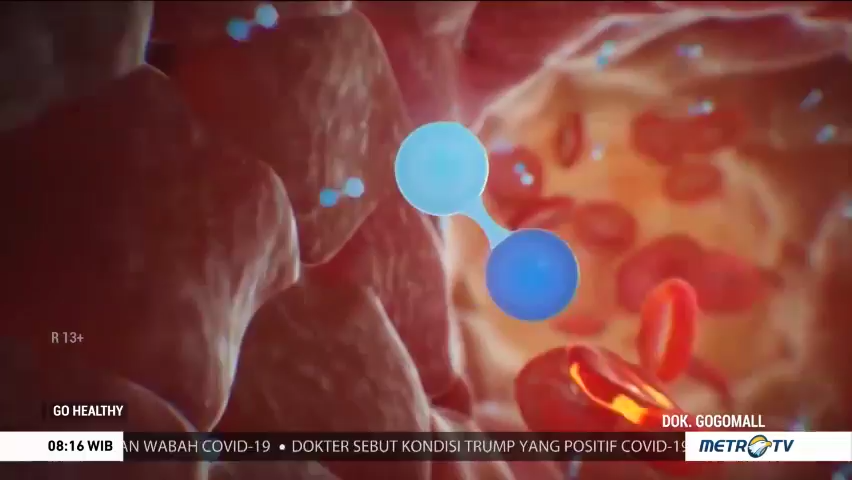 R 13+
GO HEALTHY
DOK. GOGOMALL
08:16 WIB
AN WABAH COVID-19 • DOKTER SEBUT KONDISI TRUMP YANG POSITIF COVID-19
METRO TV